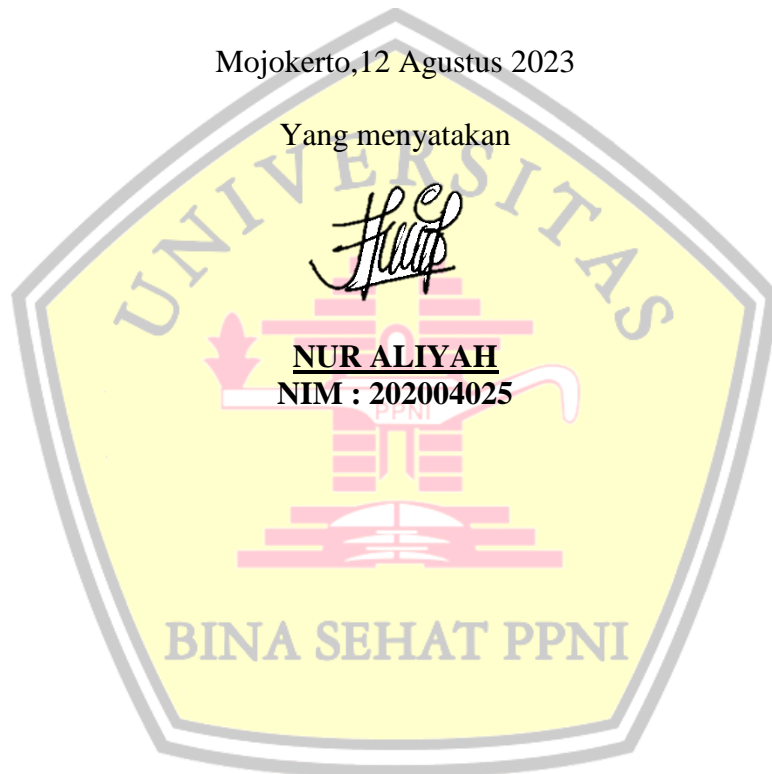 Mojokerto,12 Agustus 2023
Yang menyatakan
UNIVERSITAS
NUR ALIYAH
NIM : 202004025
PPNI
BINA SEHAT PPNI